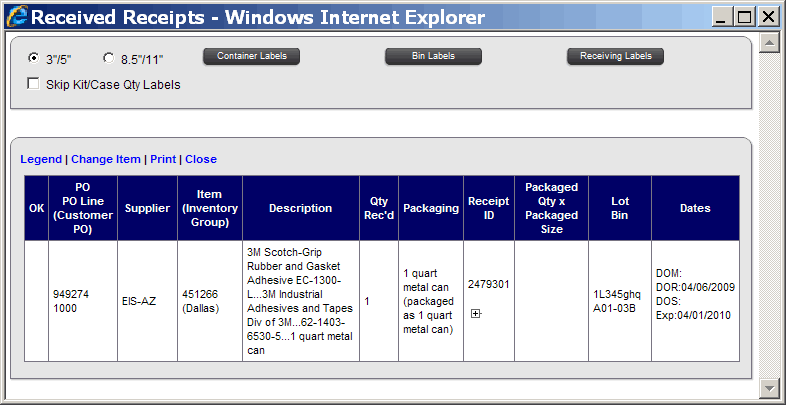 Received Receipts - Windows Internet Explorer
3"/5" 8.5"/11" Container Labels Bin Labels Receiving Labels
Skip Kit/Case Qty Labels
Legend | Change Item | Print | Close
OK
PO
PO Line
(Customer
PO)
Supplier
Item
(Inventory
Group)
Description
Qty
Rec'd
Packaging
Receipt
ID
Packaged
Qty x
Packaged
Size
Lot
Bin
Dates
949274
1000
EIS-AZ
451266
(Dallas)
3M Scotch-Grip
Rubber and Gasket
Adhesive EC-1300-
L...3M Industrial
Adhesives and Tapes
Div of 3M...62-1403-
6530-5...1 quart metal
can
1
1 quart
metal can
(packaged
as 1 quart
metal can)
2479301
1L345ghq
A01-03B
DOM:
DOR:04/06/2009
DOS:
Exp:04/01/2010